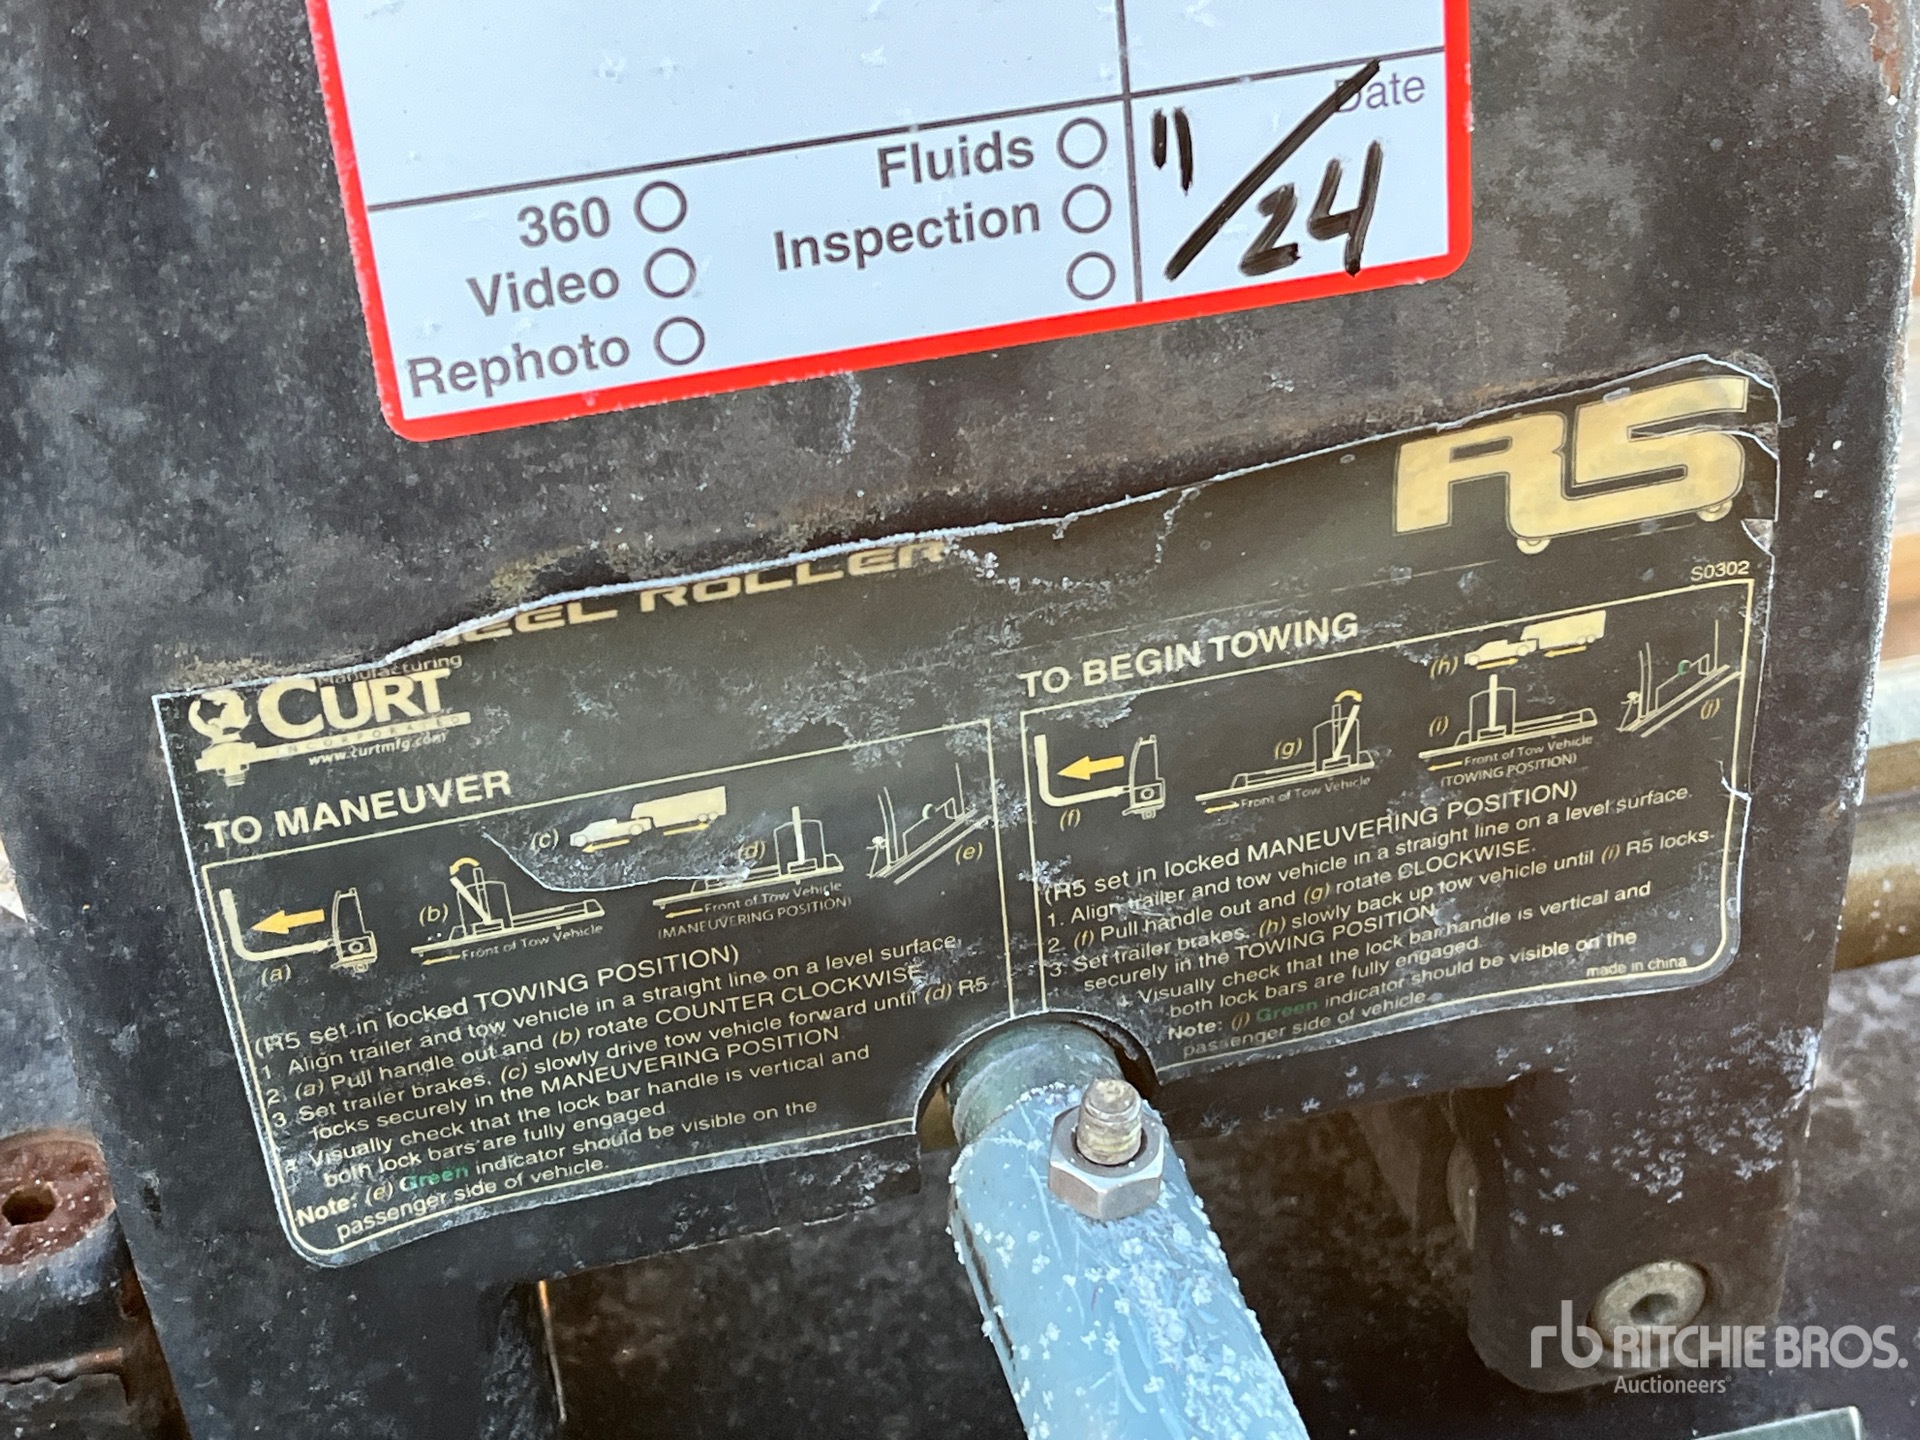 Date
11/24
Fluids
360
Inspection
Video
Rephoto
R5
ROLLER
S0302
Manufacturing
CURT
INCORPORATED
www.curtmfg.com
TO MANEUVER
(a)
(b)
Front of Tow Vehicle
(c)
(d)
Front of Tow Vehicle
(MANEUVERING POSITION)
(e)
(R5 set in locked TOWING POSITION)
1. Align trailer and tow vehicle in a straight line on a level surface.
2. (a) Pull handle out and (b) rotate COUNTER CLOCKWISE.
3. Set trailer brakes. (c) slowly drive tow vehicle forward until (d) R5
locks securely in the MANEUVERING POSITION.
Visually check that the lock bar handle is vertical and
both lock bars are fully engaged.
Note: (e) Green indicator should be visible on the
passenger side of vehicle.
TO BEGIN TOWING
(f)
(g)
Front of Tow Vehicle
(h)
(i)
Front of Tow Vehicle
(TOWING POSITION)
(j)
(R5 set in locked MANEUVERING POSITION)
1. Align trailer and tow vehicle in a straight line on a level surface.
2. (f) Pull handle out and (g) rotate CLOCKWISE.
3. Set trailer brakes. (h) slowly back up tow vehicle until (i) R5 locks
securely in the TOWING POSITION.
Visually check that the lock bar handle is vertical and
both lock bars are fully engaged.
Note: (j) Green indicator should be visible on the
passenger side of vehicle.
made in china
rb RITCHIE BROS.
Auctioneers